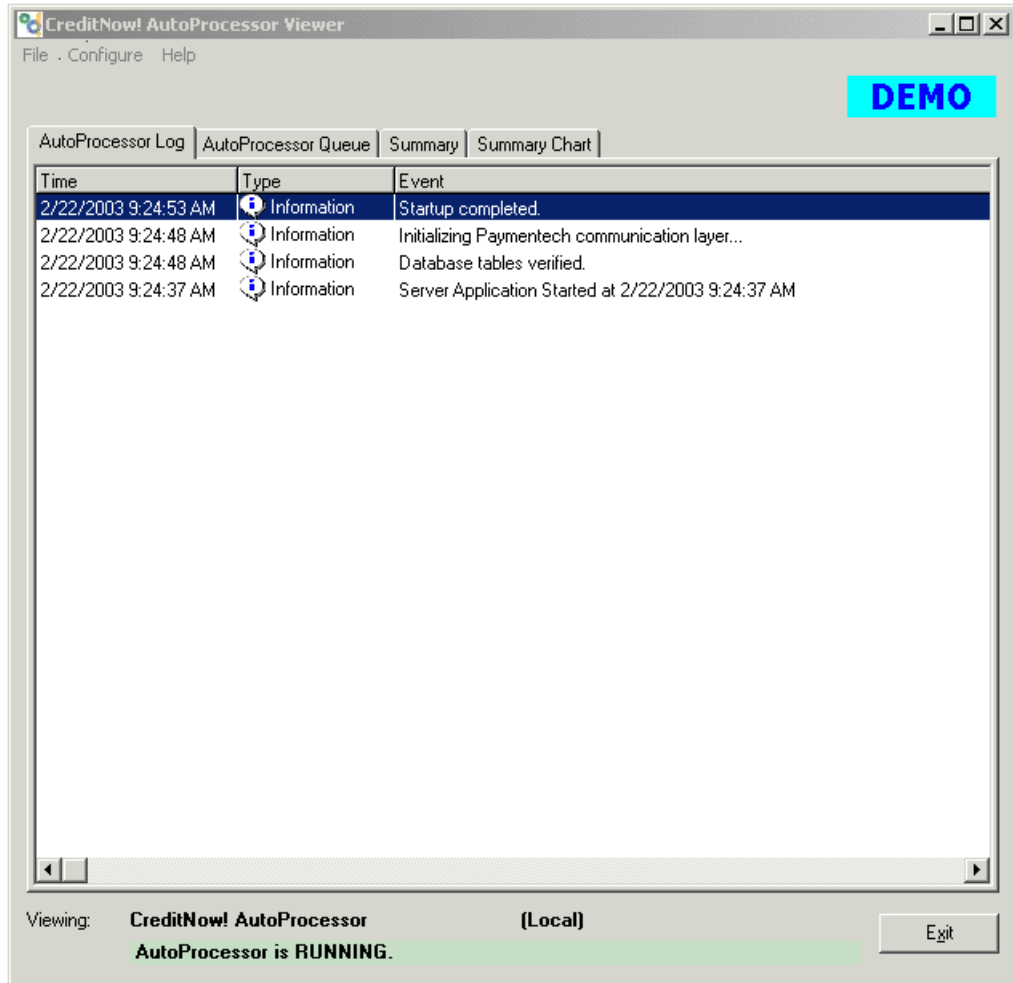 CreditNow! AutoProcessor Viewer
File Configure Help
DEMO
AutoProcessor Log AutoProcessor Queue Summary Summary Chart
Time Type Event
2/22/2003 9:24:53 AM Information Startup completed.
2/22/2003 9:24:48 AM Information Initializing Paymentech communication layer...
2/22/2003 9:24:48 AM Information Database tables verified.
2/22/2003 9:24:37 AM Information Server Application Started at 2/22/2003 9:24:37 AM
Viewing: CreditNow! AutoProcessor (Local)
AutoProcessor is RUNNING.
Exit